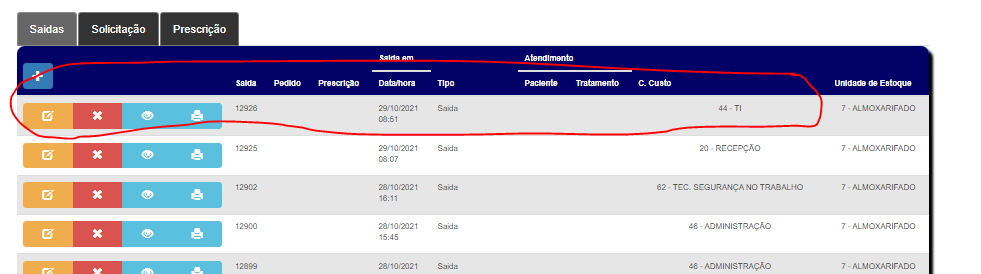 Saidas Solicitação Prescrição
Saida em Atendimento
Saida Pedido Prescrição Data/hora Tipo Paciente Tratamento C. Custo Unidade de Estoque
12926 29/10/2021 Saida 44 - TI 7 - ALMOXARIFADO
08:51
12925 29/10/2021 Saida 20 - RECEPÇÃO 7 - ALMOXARIFADO
08:07
12902 28/10/2021 Saida 62 - TEC. SEGURANÇA NO TRABALHO 7 - ALMOXARIFADO
16:11
12900 28/10/2021 Saida 46 - ADMINISTRAÇÃO 7 - ALMOXARIFADO
15:45
12899 28/10/2021 Saida 46 - ADMINISTRAÇÃO 7 - ALMOXARIFADO